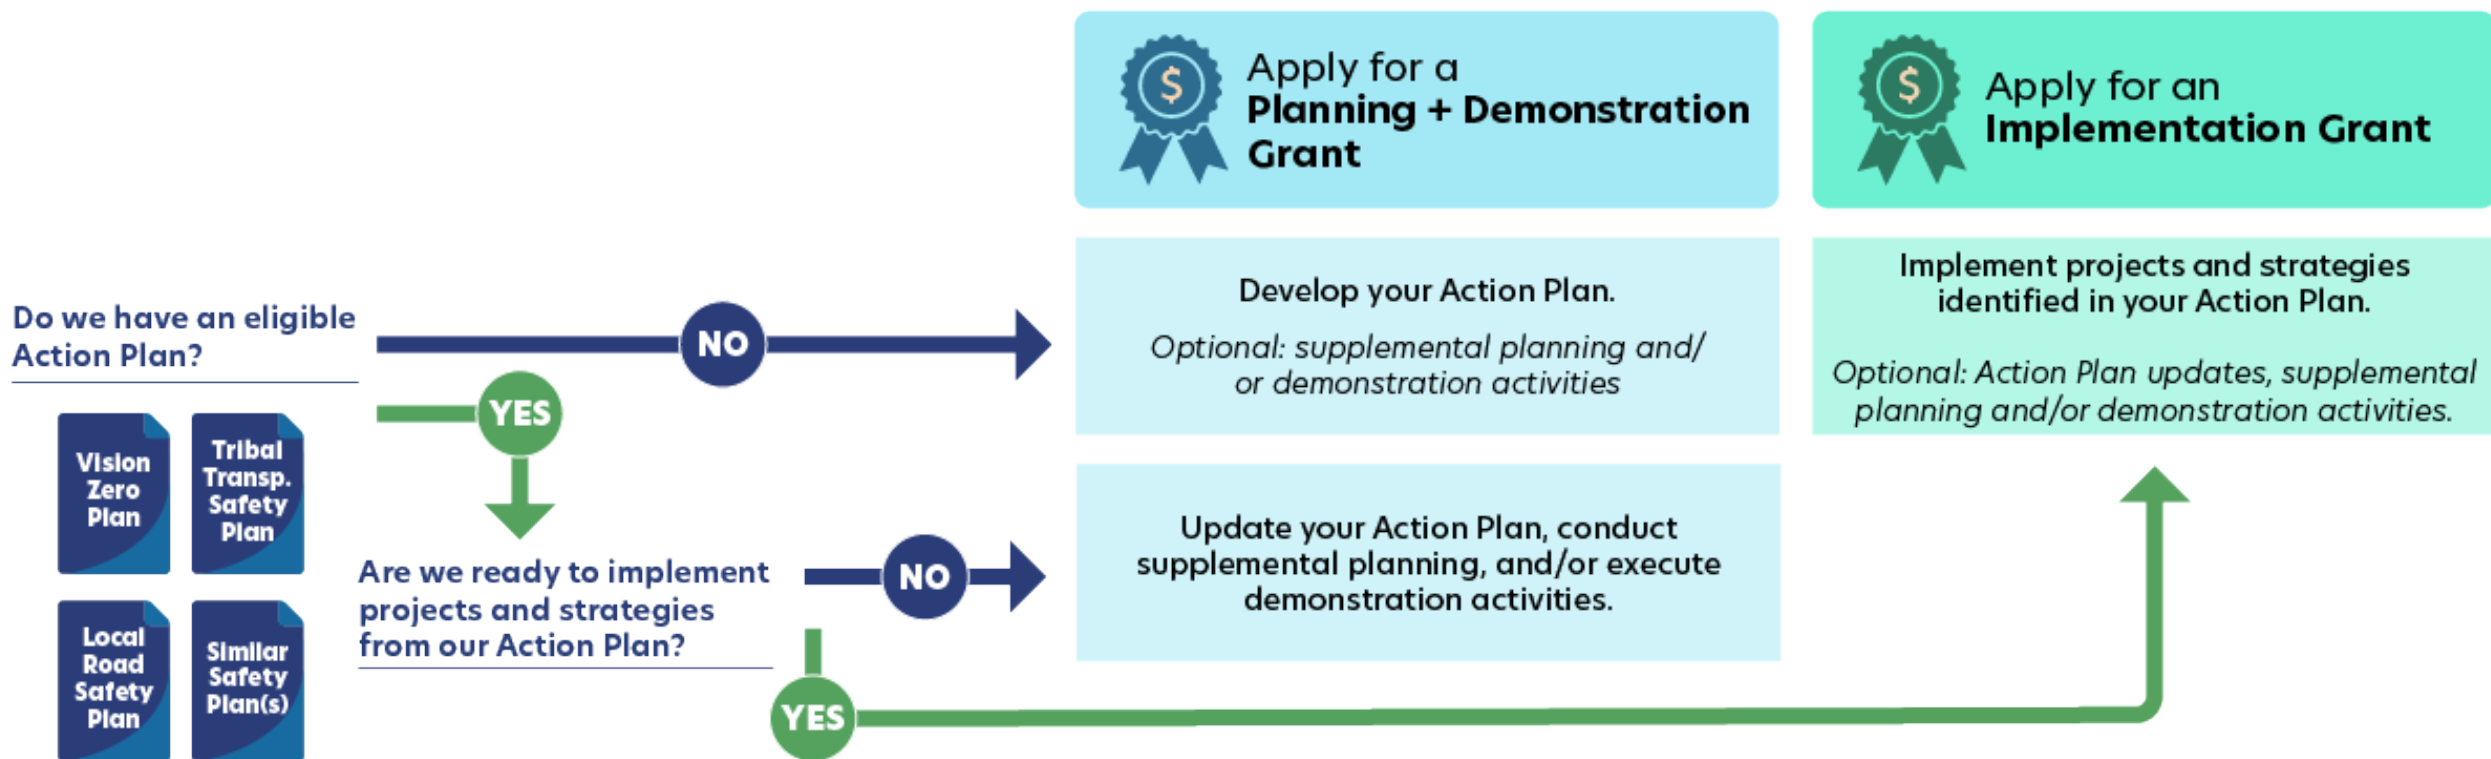 Apply for a
Planning + Demonstration
Grant
Apply for an
Implementation Grant
Do we have an eligible
Action Plan?
NO
YES
Develop your Action Plan.
Optional: supplemental planning and/
or demonstration activities
Implement projects and strategies
identified in your Action Plan.
Optional: Action Plan updates, supplemental
planning and/or demonstration activities.
Vision
Zero
Plan
Tribal
Transp.
Safety
Plan
Local
Road
Safety
Plan
Similar
Safety
Plan(s)
Are we ready to implement
projects and strategies
from our Action Plan?
NO
YES
Update your Action Plan, conduct
supplemental planning, and/or execute
demonstration activities.
$
$